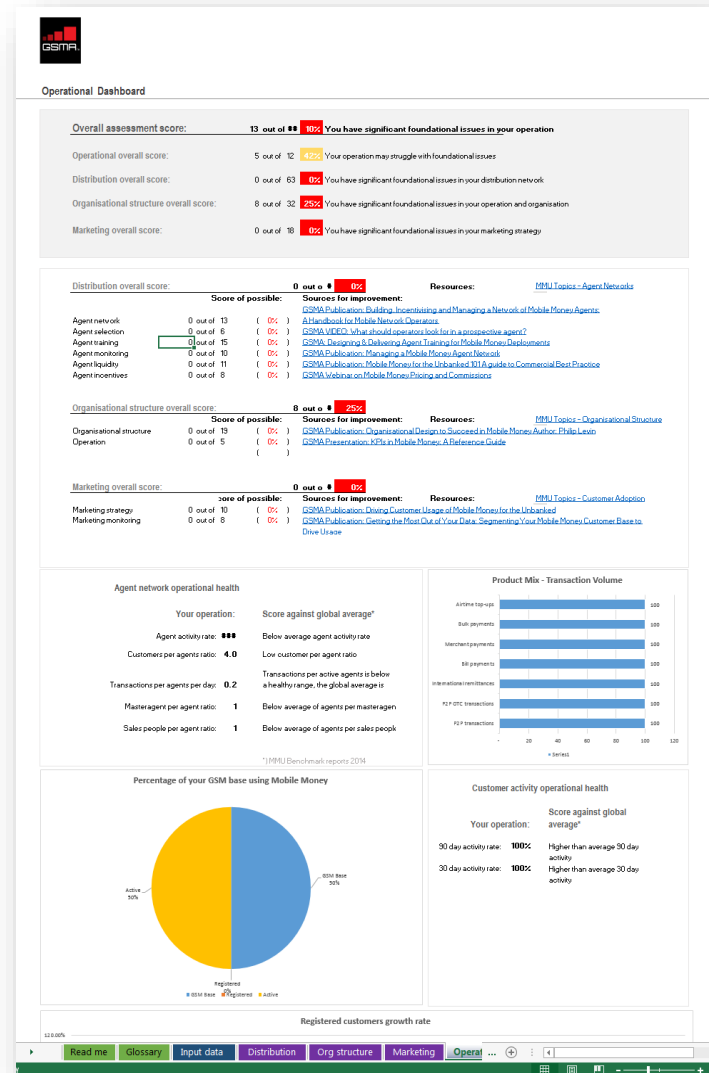 GSMA.
Operational Dashboard
Overall assessment score: 13 out of ## 10% You have significant foundational issues in your operation
Operational overall score: 5 out of 12 42% Your operation may struggle with foundational issues
Distribution overall score: 0 out of 63 0% You have significant foundational issues in your distribution network
Organisational structure overall score: 8 out of 32 25% You have significant foundational issues in your operation and organisation
Marketing overall score: 0 out of 18 0% You have significant foundational issues in your marketing strategy
Distribution overall score: 0 out o # 0% Resources: MMU Topics - Agent Networks
Score of possible: Sources for improvement:
GSMA Publication: Building, Incentivising and Managing a Network of Mobile Money Agents:
Agent network 0 out of 13 ( 0% ) A Handbook for Mobile Network Operators
Agent selection 0 out of 6 ( 0% ) GSMA VIDEO: What should operators look for in a prospective agent?
Agent training 0 out of 15 ( 0% ) GSMA: Designing & Delivering Agent Training for Mobile Money Deployments
Agent monitoring 0 out of 10 ( 0% ) GSMA Publication: Managing a Mobile Money Agent Network
Agent liquidity 0 out of 11 ( 0% ) GSMA Publication: Mobile Money for the Unbanked 101 A guide to Commercial Best Practice
Agent incentives 0 out of 8 ( 0% ) GSMA Webinar on Mobile Money Pricing and Commissions
Organisational structure overall score: 8 out o # 25%
Score of possible: Sources for improvement: Resources: MMU Topics - Organisational Structure
Organisational structure 0 out of 19 ( 0% ) GSMA Publication: Organisational Design to Succeed in Mobile Money Author: Philip Levin
Operation 0 out of 5 ( 0% ) GSMA Presentation: KPIs in Mobile Money: A Reference Guide
( )
Marketing overall score: 0 out o # 0%
core of possible: Sources for improvement: Resources: MMU Topics - Customer Adoption
Marketing strategy 0 out of 10 ( 0% ) GSMA Publication: Driving Customer Usage of Mobile Money for the Unbanked
Marketing monitoring 0 out of 8 ( 0% ) GSMA Publication: Getting the Most Out of Your Data: Segmenting Your Mobile Money Customer Base to
Drive Usage
Agent network operational health
Your operation: Score against global average*
Agent activity rate: ### Below average agent activity rate
Customers per agents ratio: 4.0 Low customer per agent ratio
Transactions per active agents is below
Transactions per agents per day: 0.2 a healthy range, the global average is
Masteragent per agent ratio: 1 Below average of agents per masteragen
Sales people per agent ratio: 1 Below average of agents per sales peopl
*) MMU Benchmark reports 2014
Product Mix - Transaction Volume
Airtime top-ups 100
Bulk payments 100
Merchant payments 100
Bill payments 100
International remittances 100
P2P OTC transactions 100
P2P transactions 100
- 20 40 60 80 100 120
Series1
Percentage of your GSM base using Mobile Money
Active
50%
GSM Base
50%
Registered
0%
GSM Base Registered Active
Customer activity operational health
Your operation: Score against global
average*
90 day activity rate: 100% Higher than average 90 day
activity
30 day activity rate: 100% Higher than average 30 day
activity
Registered customers growth rate
120.00%
Read me Glossary Input data Distribution Org structure Marketing Operat ...